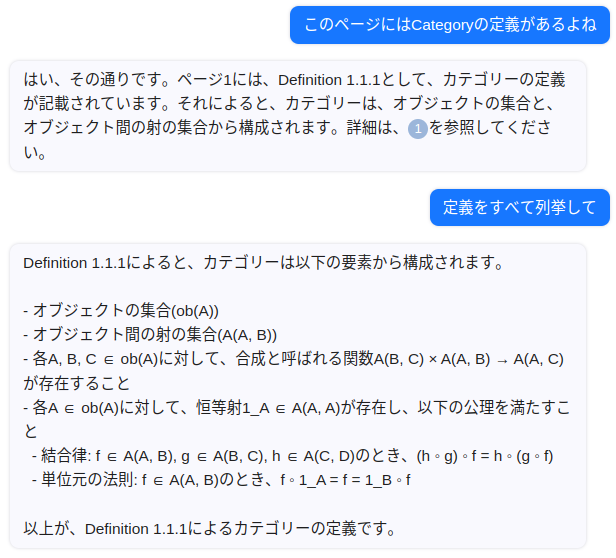 このページにはCategoryの定義があるよね
はい、その通りです。ページ1には、Definition 1.1.1として、カテゴリーの定義
が記載されています。それによると、カテゴリーは、オブジェクトの集合と、
オブジェクト間の射の集合から構成されます。詳細は、1を参照してくださ
い。
定義をすべて列挙して
Definition 1.1.1によると、カテゴリーは以下の要素から構成されます。
- オブジェクトの集合(ob(A))
- オブジェクト間の射の集合(A(A, B))
- 各A, B, C ∈ ob(A)に対して、合成と呼ばれる関数A(B, C) × A(A, B) → A(A, C)
が存在すること
- 各A ∈ ob(A)に対して、恒等射1_A ∈ A(A, A)が存在し、以下の公理を満たすこ
と
- 結合律: f ∈ A(A, B), g ∈ A(B, C), h ∈ A(C, D)のとき、(h ◦ g) ◦ f = h ◦ (g ◦ f)
- 単位元の法則: f ∈ A(A, B)のとき、f ◦ 1_A = f = 1_B ◦ f
以上が、Definition 1.1.1によるカテゴリーの定義です。